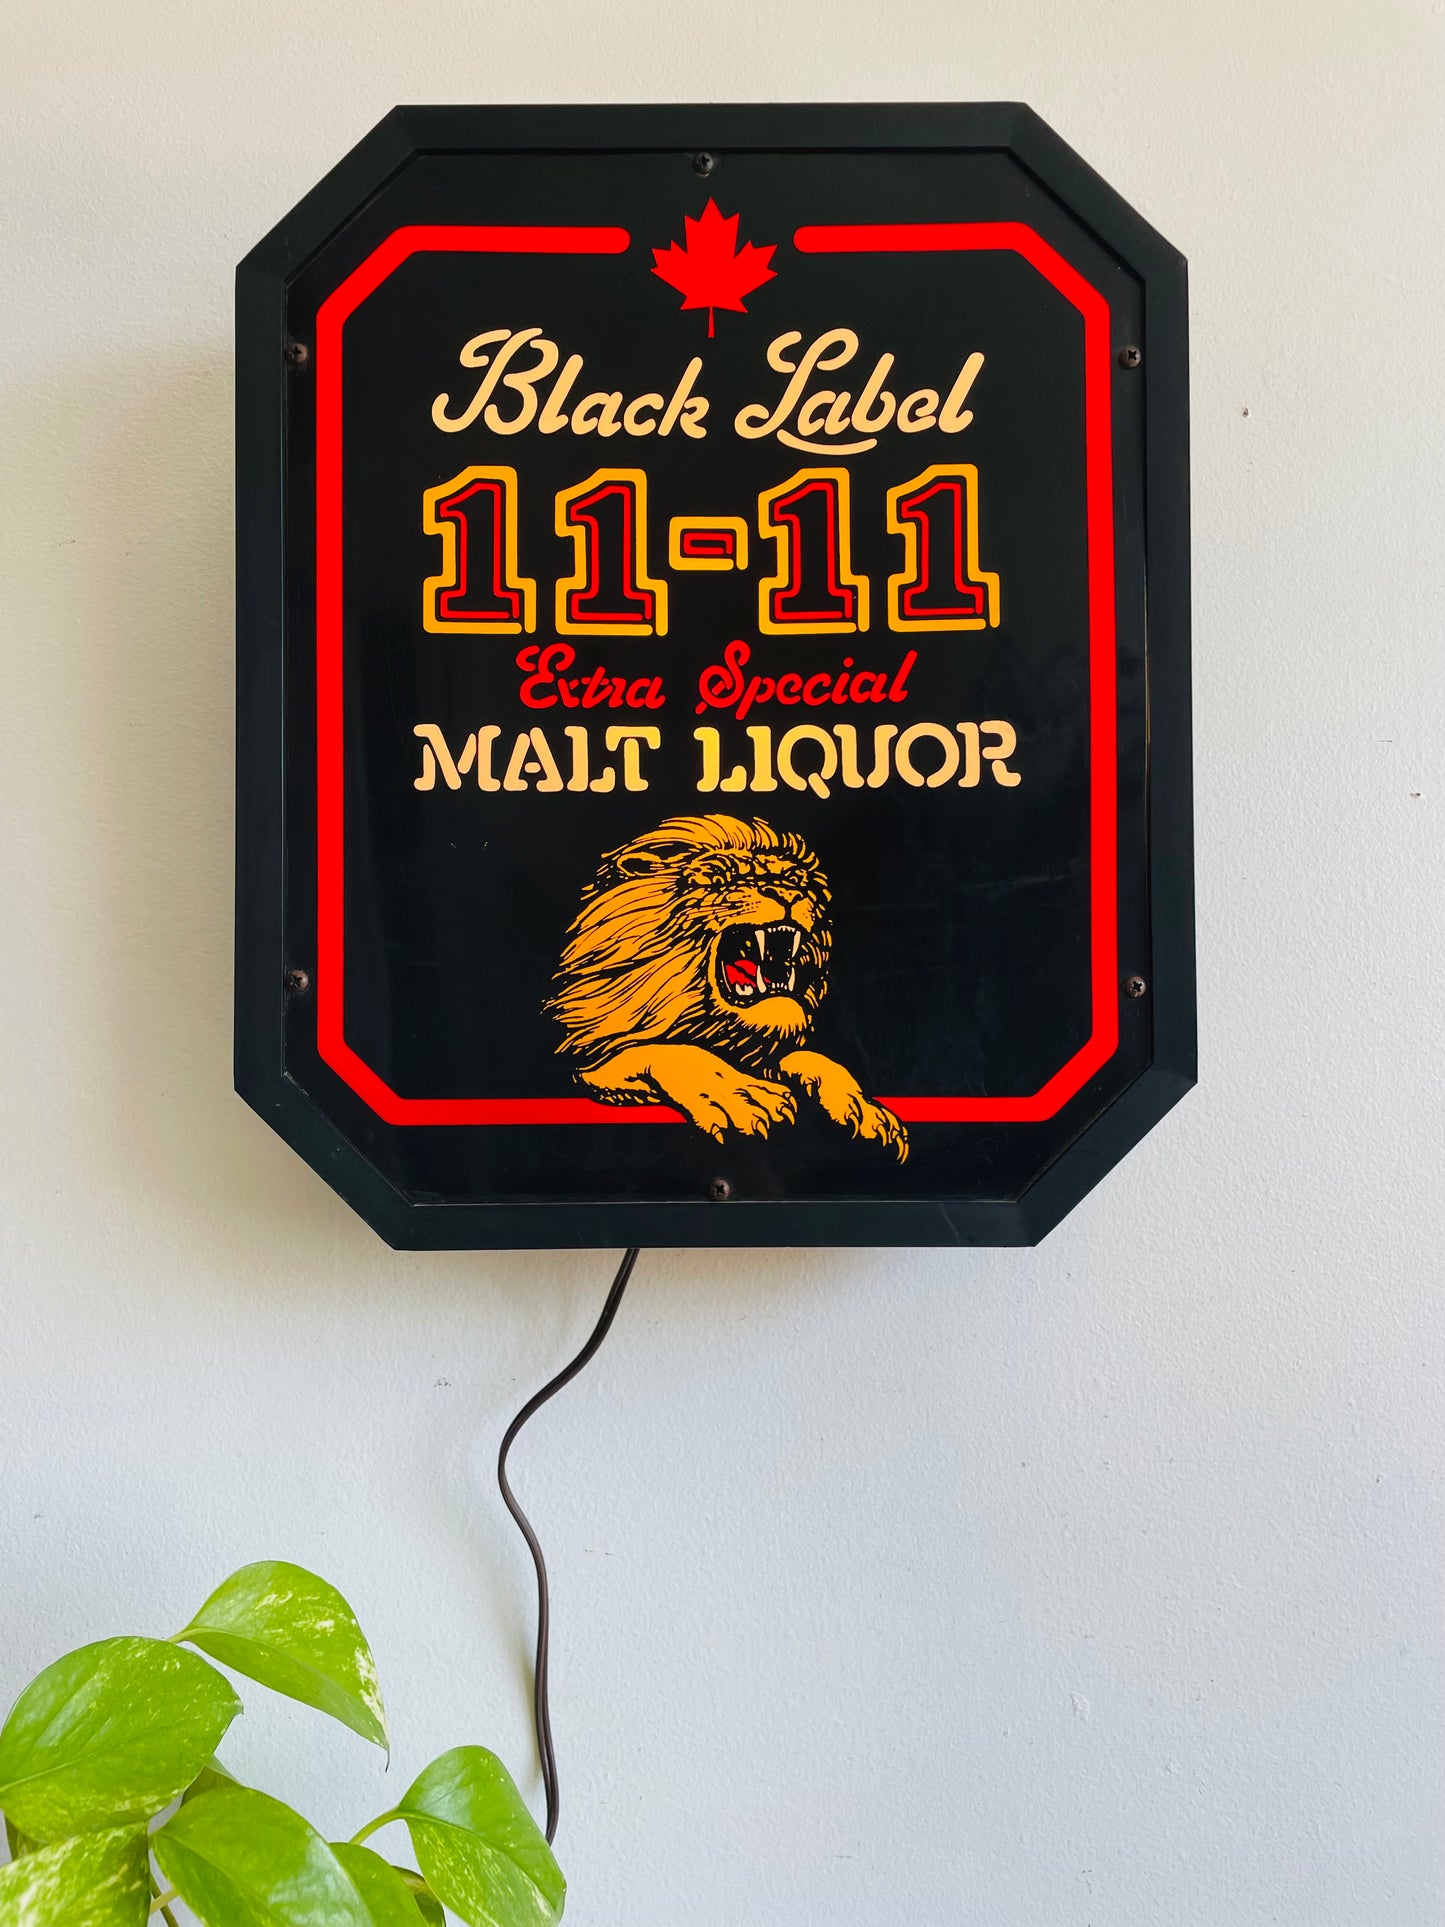 Black Label
11-11
Extra Special
MALT LIQUOR